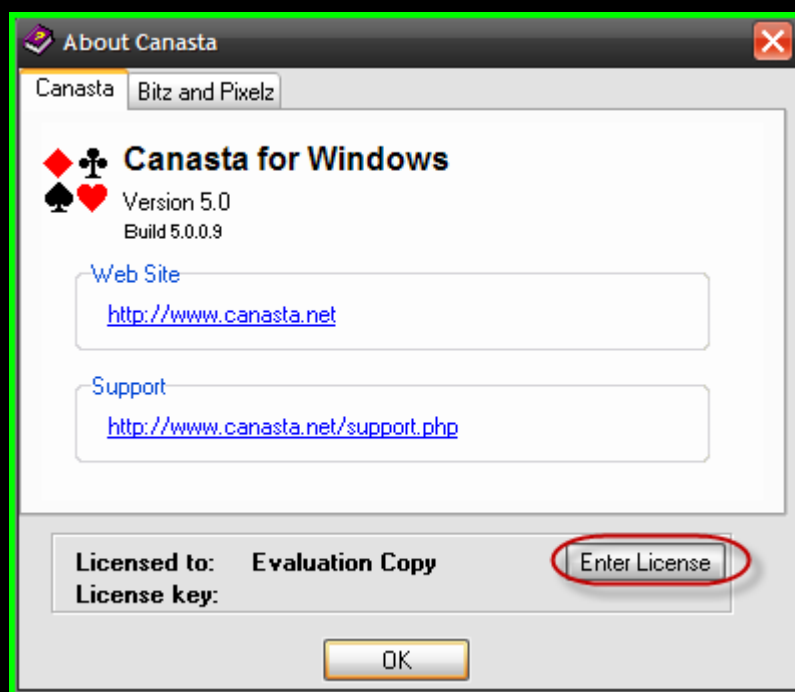 About Canasta
Canasta Bitz and Pixelz
Canasta for Windows
Version 5.0
Build 5.0.0.9
Web Site
http://www.canasta.net
Support
http://www.canasta.net/support.php
Licensed to: Evaluation Copy Enter License
License key:
OK